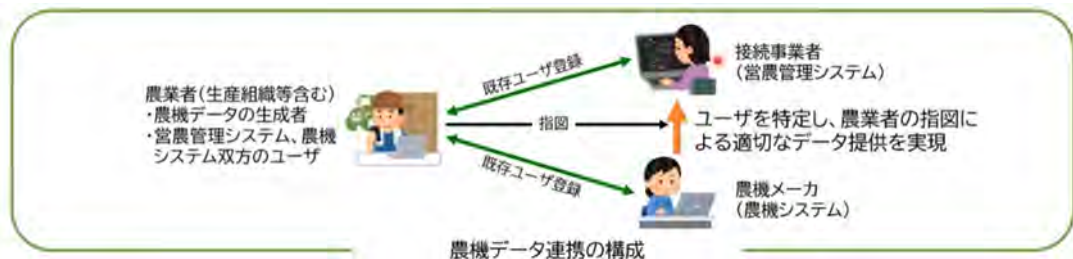 農業者(生産組織等含む)
・農機データの生成者
・営農管理システム、農機
システム双方のユーザ
既存ユーザ登録
指図
既存ユーザ登録
接続事業者
(営農管理システム)
ユーザを特定し、農業者の指図に
よる適切なデータ提供を実現
農機メーカ
(農機システム)
農機データ連携の構成